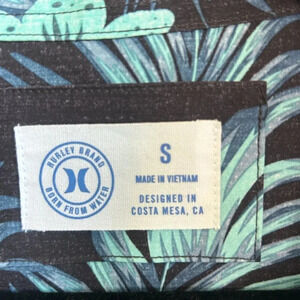 HURLEY BRAND
BORN FROM WATER
S
MADE IN VIETNAM
DESIGNED IN
COSTA MESA, CA